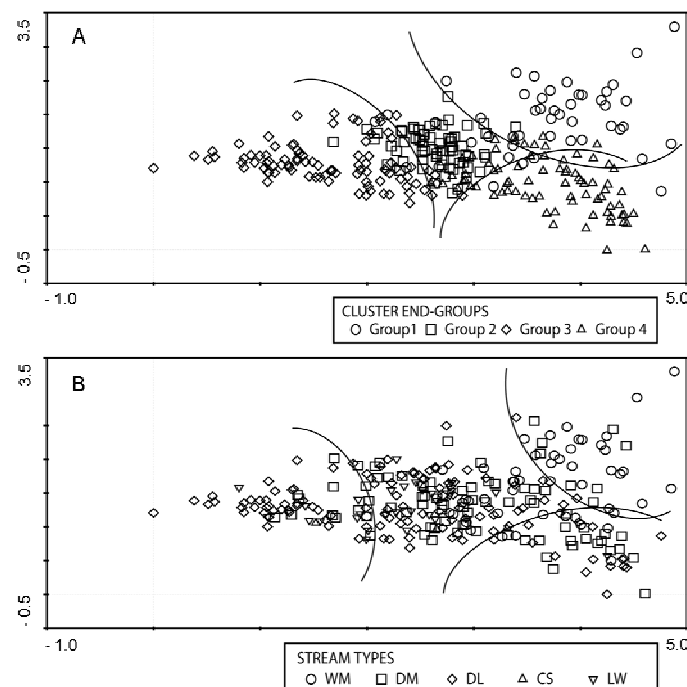 A
3.5
- 0.5
- 1.0
5.0
CLUSTER END-GROUPS
Group1 Group 2 Group 3 Group 4
B
3.5
- 0.5
- 1.0
5.0
STREAM TYPES
WM DM DL CS LW